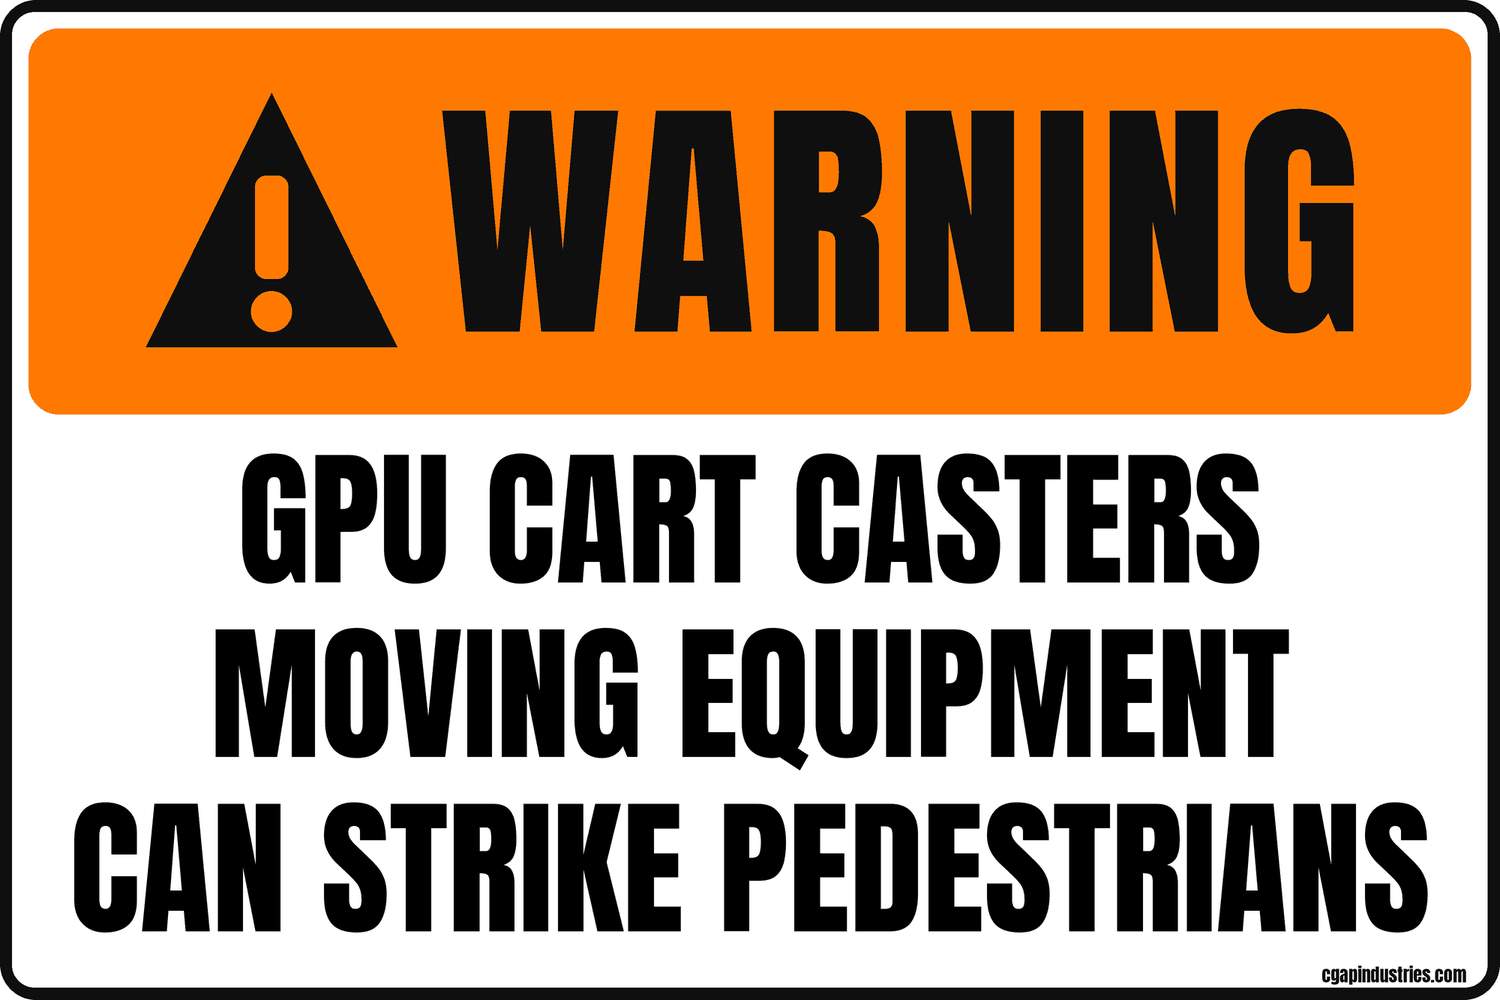 WARNING
GPU CART CASTERS
MOVING EQUIPMENT
CAN STRIKE PEDESTRIANS
cgapindustries.com